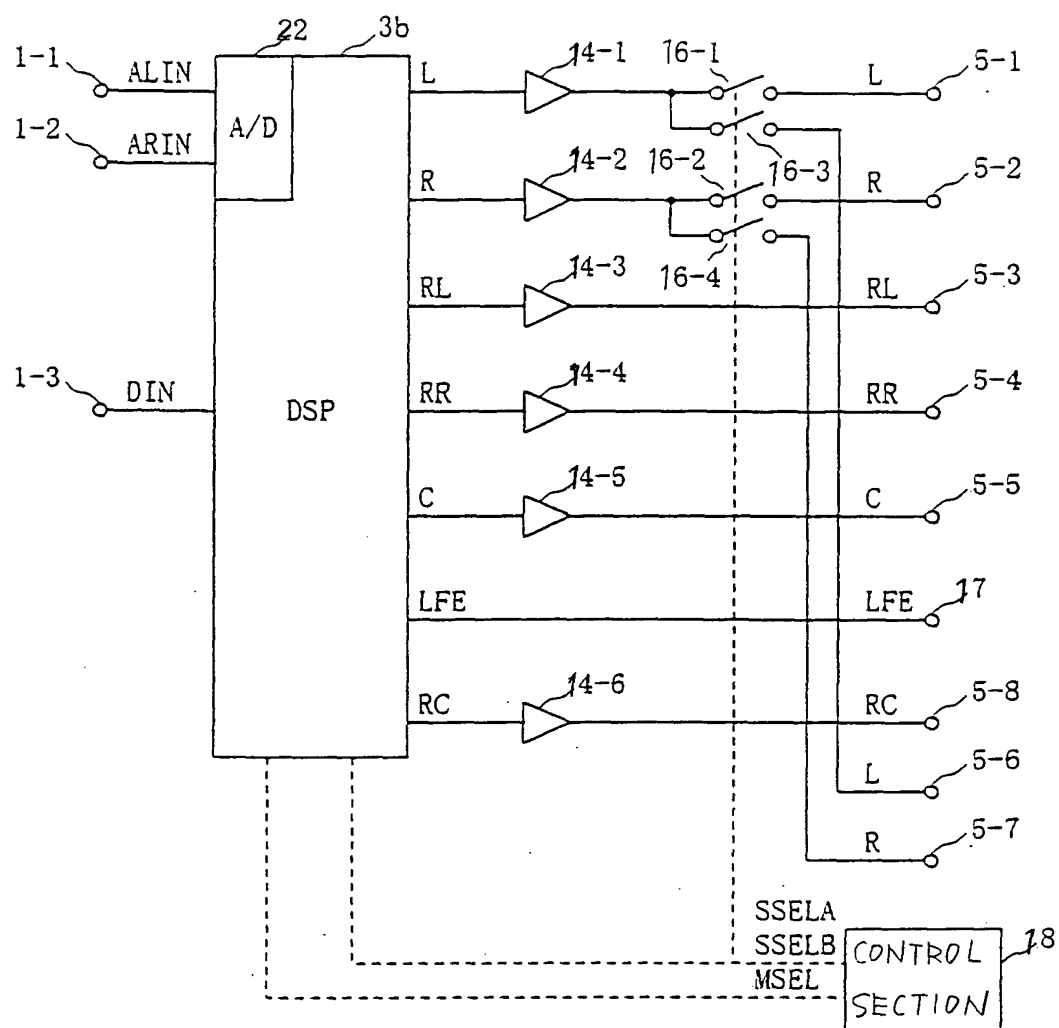 22 3b
1-1 ALIN L 14-1 16-1 L 5-1
A/D
1-2 ARIN 16-3
R 14-2 16-2 R 5-2
16-4
RL 14-3 RL 5-3
1-3 DIN DSP RR 14-4 RR 5-4
C 14-5 C 5-5
LFE LFE 17
RC 14-6 RC 5-8
L 5-6
R 5-7
SSELA
SSELB CONTROL 18
MSEL SECTION